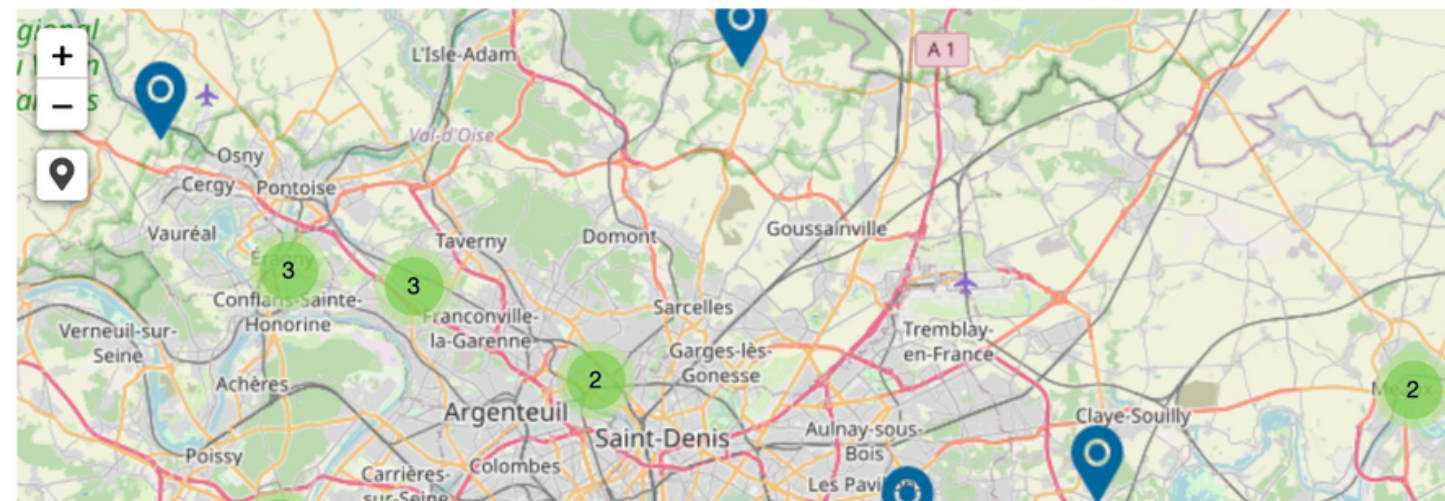 +
−
L'Isle-Adam
A 1
Val-d'Oise
Osny
Cergy
Pontoise
Vauréal
Taverny
Domont
Goussainville
3
3
Conflans-Sainte-
Honorine
Franconville-
la-Garenne
Sarcelles
Verneuil-sur-
Seine
Tremblay-
en-France
Garges-lès-
Gonesse
Achères
2
2
Argenteuil
Saint-Denis
Aulnay-sous-
Bois
Claye-Souilly
Poissy
Carrières-
sur-Seine
Colombes
Les Pavi